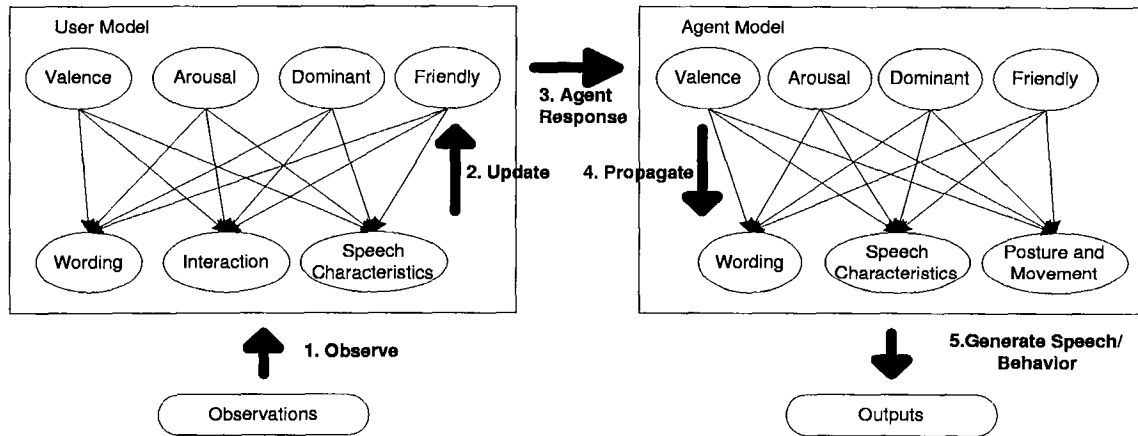 User Model
Valence
Arousal
Dominant
Friendly
2. Update
Wording
Interaction
Speech
Characteristics
1. Observe
Observations
3. Agent
Response
Agent Model
Valence
Arousal
Dominant
Friendly
4. Propagate
Wording
Speech
Characteristics
Posture and
Movement
5.Generate Speech/
Behavior
Outputs